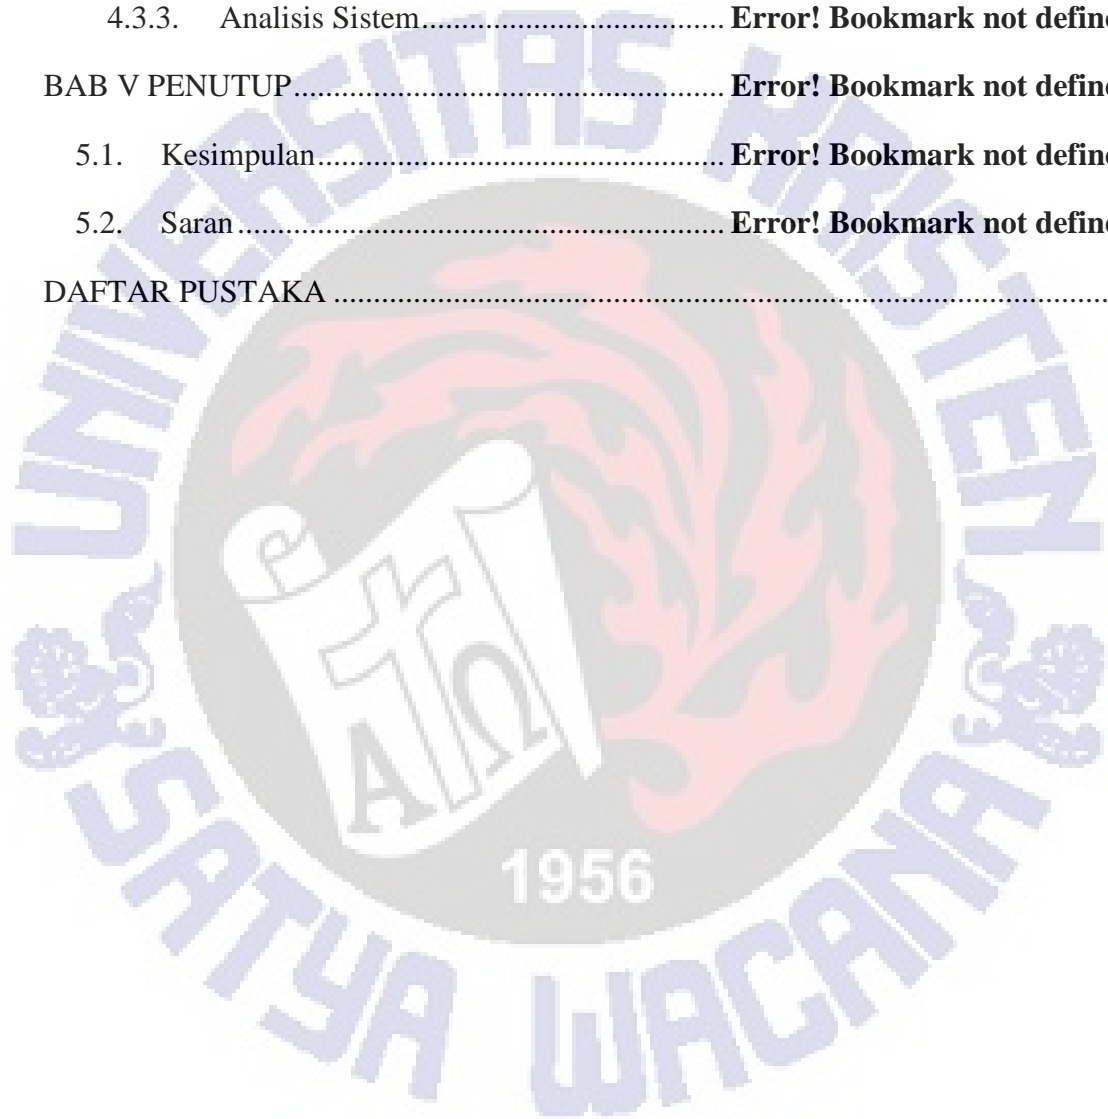 4.3.3. Analisis Sistem...................................... Error! Bookmark not define
BAB V PENUTUP...................................................... Error! Bookmark not define
5.1. Kesimpulan................................................... Error! Bookmark not define
5.2. Saran............................................................. Error! Bookmark not define
DAFTAR PUSTAKA.................................................................................................
UNIVERSITAS KRISTEN
SATYA WACANA
Α Ω
1956